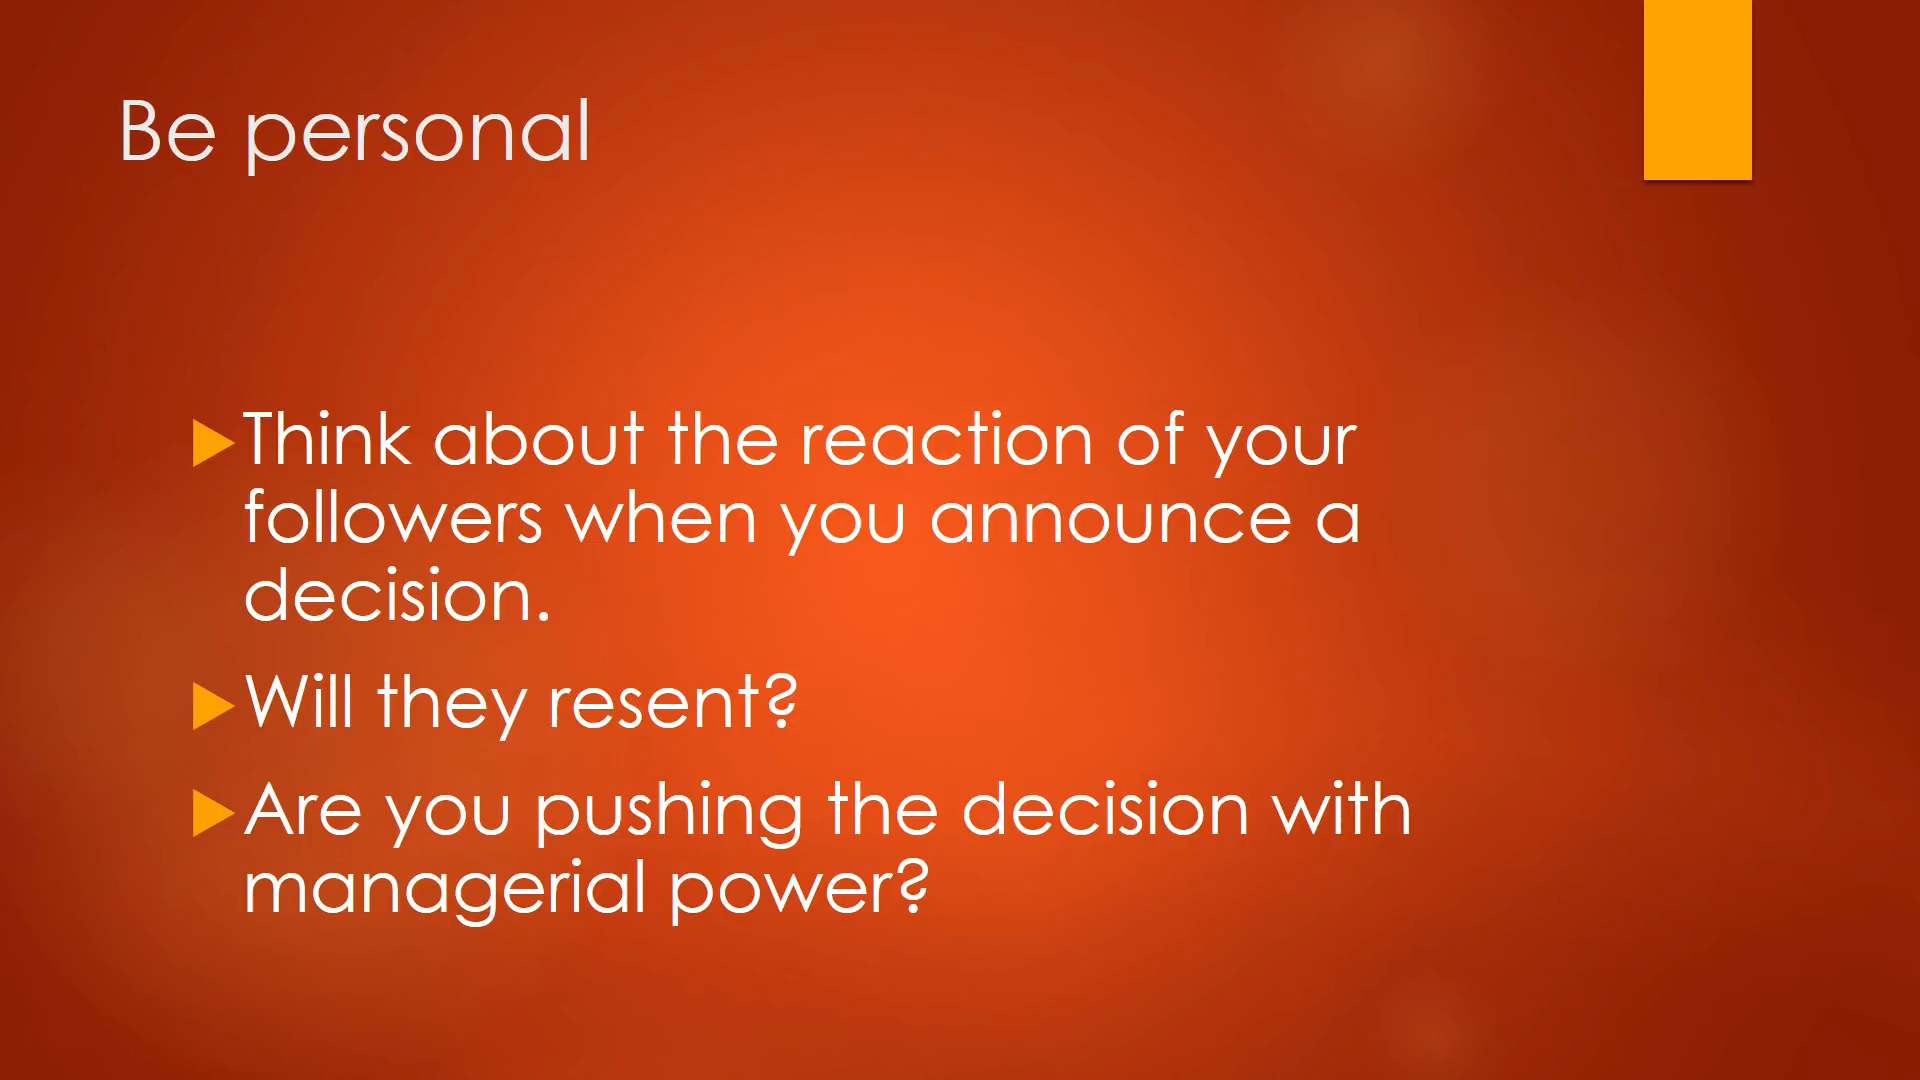 Be personal
Think about the reaction of your
followers when you announce a
decision.
Will they resent?
Are you pushing the decision with
managerial power?